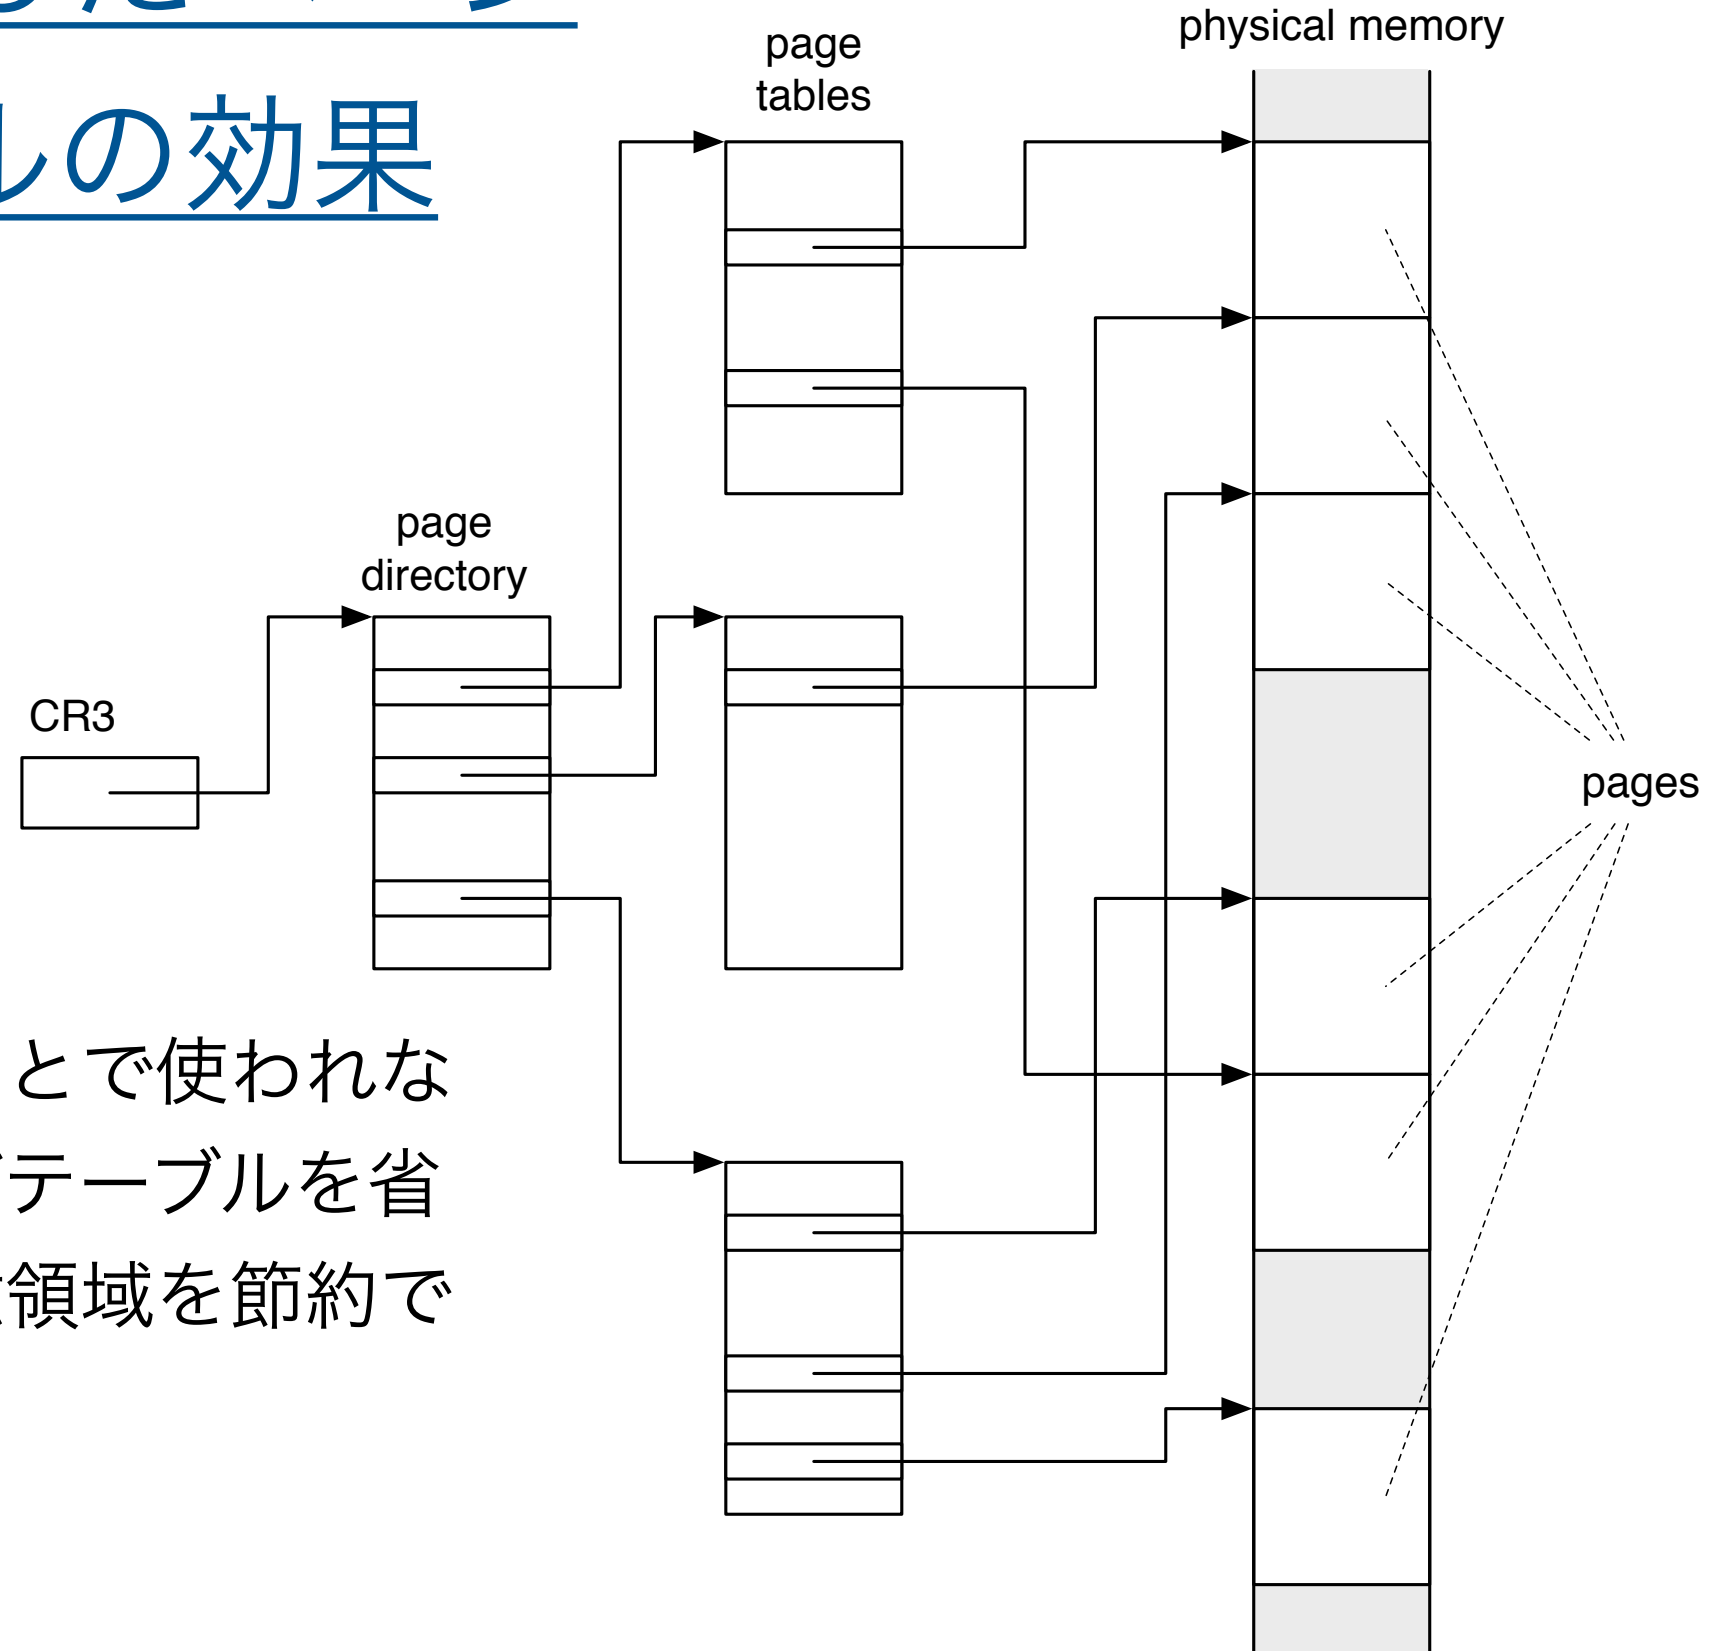 ルの効果
page
tables
physical memory
page
directory
CR3
pages
とで使われな
テーブルを省
領域を節約で